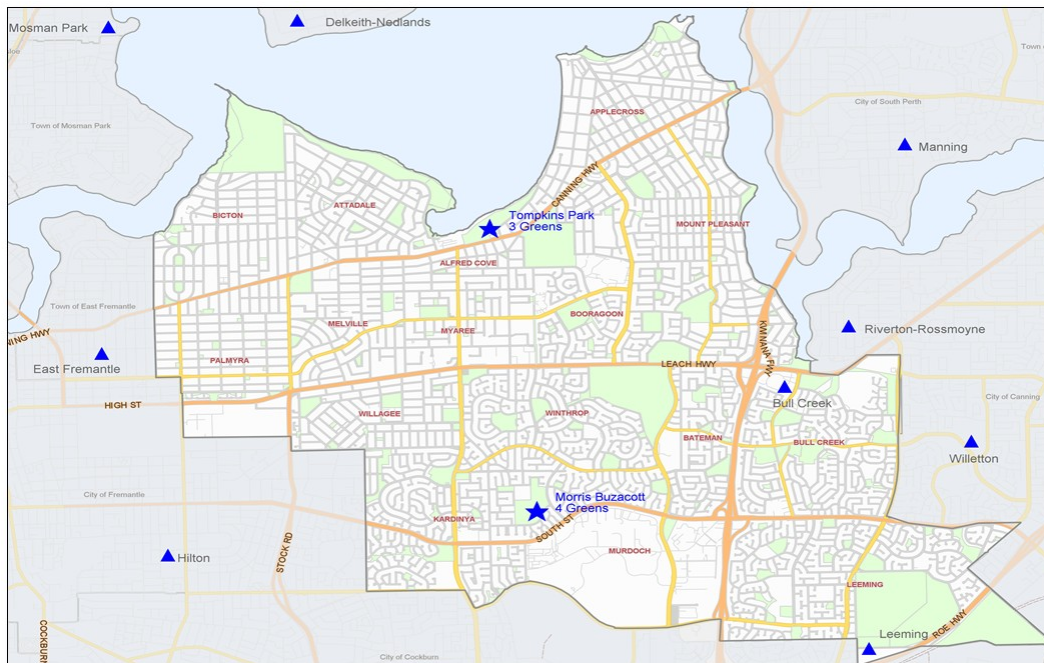 Mosman Park
Delkeith-Nedlands
Town of Mosman Park
City of South Perth
APPLECROSS
Manning
CANNING HWY
BICTON
ATTADALE
Tompkins Park
3 Greens
MOUNT PLEASANT
ALFRED COVE
Town of East Fremantle
BOORAGOON
MELVILLE
MYAREE
KWINANA FWY
Riverton-Rossmoyne
NING HWY
East Fremantle
PALMYRA
LEACH HWY
HIGH ST
Bull Creek
City of Canning
WILLAGEE
WINTHROP
BATEMAN
BULL CREEK
Willetton
City of Fremantle
Morris Buzacott
4 Greens
KARDINYA
SOUTH ST
STOCK RD
Hilton
MURDOCH
LEEMING
Leeming
ROE HWY
COCKBURN
City of Cockburn